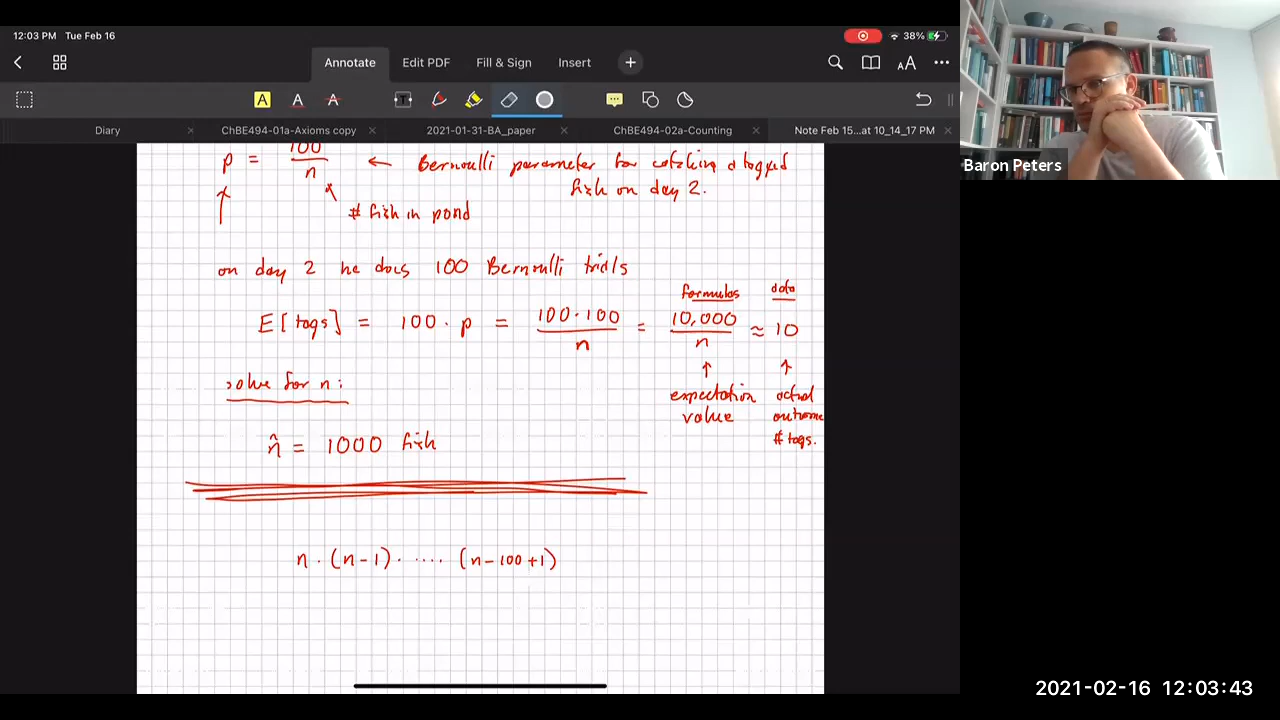 12:03 PM Tue Feb 16
38%
Annotate Edit PDF Fill & Sign Insert
Diary ChBE494-01a-Axioms copy 2021-01-31-BA_paper ChBE494-02a-Counting Note Feb 15...at 10_14_17 PM
Baron Peters
p = 100/n ← Bernoulli parameter for catching a tagged
fish on day 2.
# fish in pond
on day 2 he does 100 Bernoulli trials
formulas data
E[tags] = 100 · p = 100·100/n = 10,000/n ≈ 10
↑ ↑
expectation value
actual outcome # tags.
solve for n:
n̂ = 1000 fish
n · (n-1) · .... (n-100+1)
2021-02-16 12:03:43